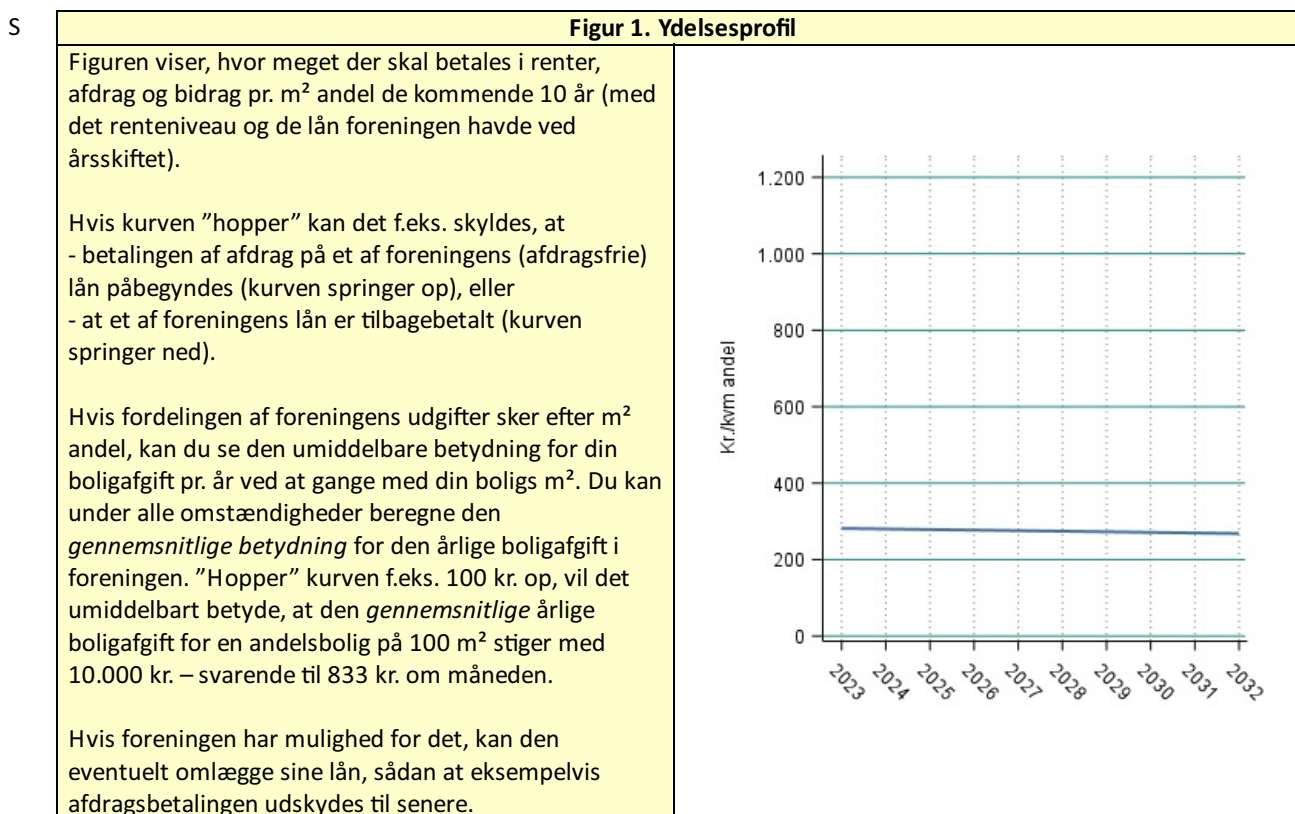 S
Figur 1. Ydelsesprofil
Figuren viser, hvor meget der skal betales i renter,
afdrag og bidrag pr. m² andel de kommende 10 år (med
det renteniveau og de lån foreningen havde ved
årsskiftet).
Hvis kurven ”hopper” kan det f.eks. skyldes, at
- betalingen af afdrag på et af foreningens (afdragsfrie)
lån påbegyndes (kurven springer op), eller
- at et af foreningens lån er tilbagebetalt (kurven
springer ned).
Hvis fordelingen af foreningens udgifter sker efter m²
andel, kan du se den umiddelbare betydning for din
boligafgift pr. år ved at gange med din boligs m². Du kan
under alle omstændigheder beregne den
gennemsnitlige betydning for den årlige boligafgift i
foreningen. ”Hopper” kurven f.eks. 100 kr. op, vil det
umiddelbart betyde, at den gennemsnitlige årlige
boligafgift for en andelsbolig på 100 m² stiger med
10.000 kr. – svarende til 833 kr. om måneden.
Hvis foreningen har mulighed for det, kan den
eventuelt omlægge sine lån, sådan at eksempelvis
afdragsbetalingen udskydes til senere.
Kr./kvm andel
1.200
1.000
800
600
400
200
0
2023 2024 2025 2026 2027 2028 2029 2030 2031 2032